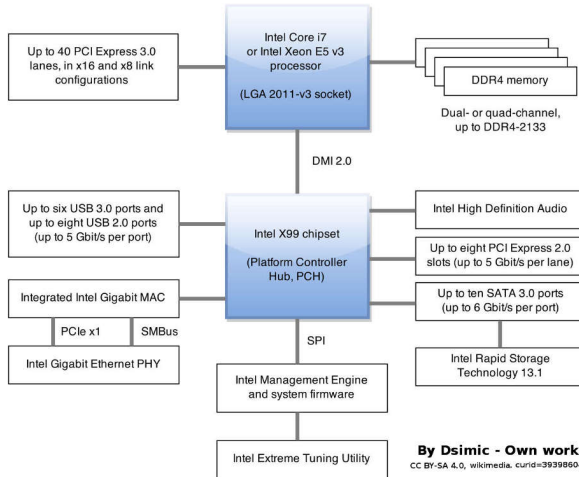 Up to 40 PCI Express 3.0
lanes, in x16 and x8 link
configurations
Intel Core i7
or Intel Xeon E5 v3
processor
(LGA 2011-v3 socket)
DDR4 memory
Dual- or quad-channel,
up to DDR4-2133
DMI 2.0
Up to six USB 3.0 ports and
up to eight USB 2.0 ports
(up to 5 Gbit/s per port)
Intel X99 chipset
(Platform Controller
Hub, PCH)
Intel High Definition Audio
Up to eight PCI Express 2.0
slots (up to 5 Gbit/s per lane)
Integrated Intel Gigabit MAC
Up to ten SATA 3.0 ports
(up to 6 Gbit/s per port)
PCIe x1
SMBus
SPI
Intel Gigabit Ethernet PHY
Intel Rapid Storage
Technology 13.1
Intel Management Engine
and system firmware
Intel Extreme Tuning Utility
By Dsimic - Own work
CC BY-SA 4.0, wikimedia. curid=3939860